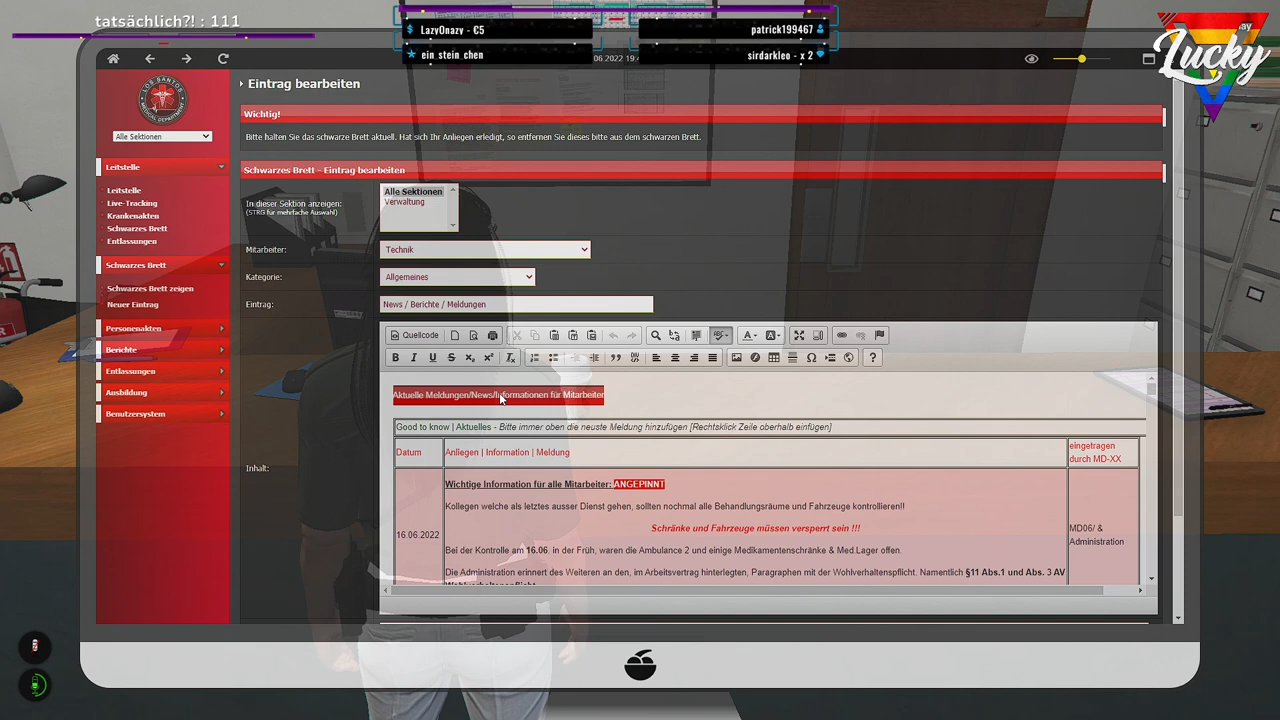 tatsächlich?! : 111
LazyOnazy - €5
patrick199467
ein_stein_chen
06.2022 19:4
sirdarkleo - x 2
Lucky
LOS SANTOS
MEDICAL DEPARTMENT
Alle Sektionen
Leitstelle
Leitstelle
Live-Tracking
Krankenakten
Schwarzes Brett
Entlassungen
Schwarzes Brett
Schwarzes Brett zeigen
Neuer Eintrag
Personenakten
Berichte
Entlassungen
Ausbildung
Benutzersystem
Eintrag bearbeiten
Wichtig!
Bitte halten Sie das schwarze Brett aktuell. Hat sich Ihr Anliegen erledigt, so entfernen Sie dieses bitte aus dem schwarzen Brett.
Schwarzes Brett - Eintrag bearbeiten
In dieser Sektion anzeigen:
(STRG für mehrfache Auswahl)
Alle Sektionen
Verwaltung
Mitarbeiter:
Technik
Kategorie:
Allgemeines
Eintrag:
News / Berichte / Meldungen
Quellcode
Inhalt:
Aktuelle Meldungen/News/Informationen für Mitarbeiter
Good to know | Aktuelles - Bitte immer oben die neuste Meldung hinzufügen [Rechtsklick Zeile oberhalb einfügen]
Datum
Anliegen | Information | Meldung
eingetragen
durch MD-XX
Wichtige Information für alle Mitarbeiter: ANGEPINNT
Kollegen welche als letztes ausser Dienst gehen, sollten nochmal alle Behandlungsräume und Fahrzeuge kontrollieren!!
Schränke und Fahrzeuge müssen versperrt sein !!!
16.06.2022
MD06/ &
Administration
Bei der Kontrolle am 16.06. in der Früh, waren die Ambulance 2 und einige Medikamentenschränke & Med.Lager offen.
Die Administration erinnert des Weiteren an den, im Arbeitsvertrag hinterlegten, Paragraphen mit der Wohlverhaltenspflicht. Namentlich §11 Abs.1 und Abs. 3 AV